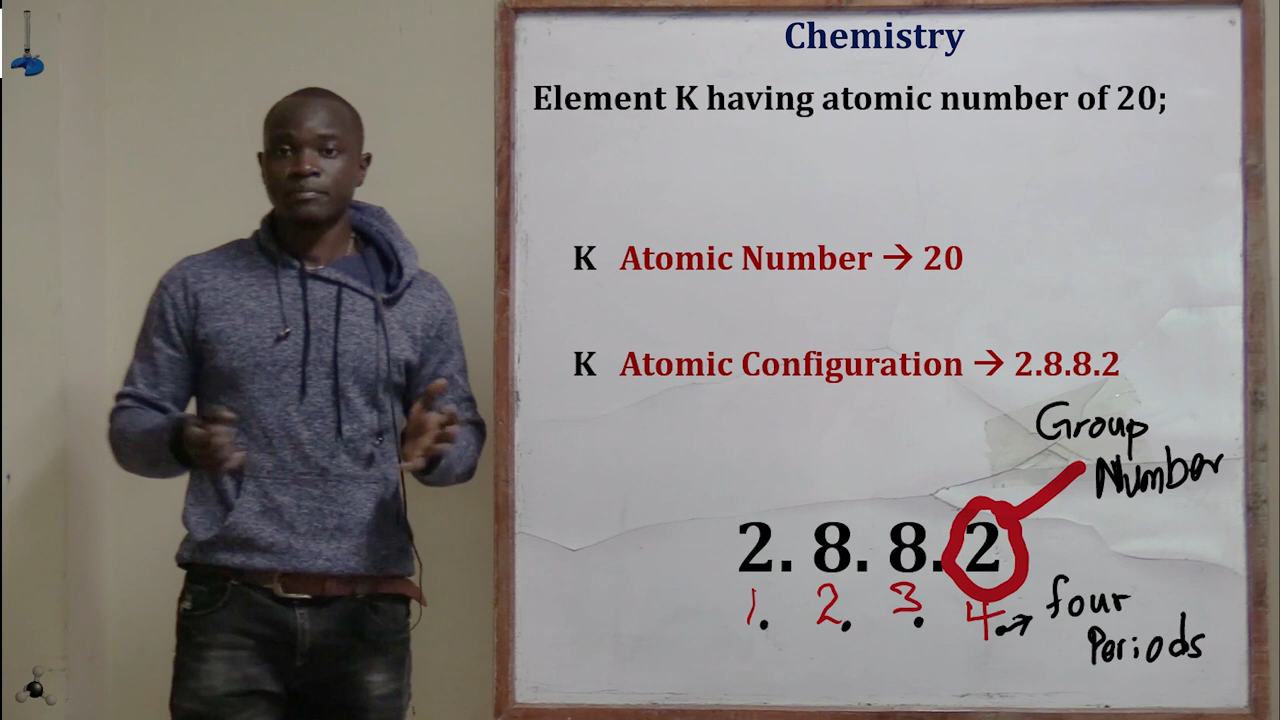 Chemistry
Element K having atomic number of 20;
K Atomic Number → 20
K Atomic Configuration → 2.8.8.2
Group
Number
2. 8. 8. 2
1. 2. 3. 4 → four
Periods